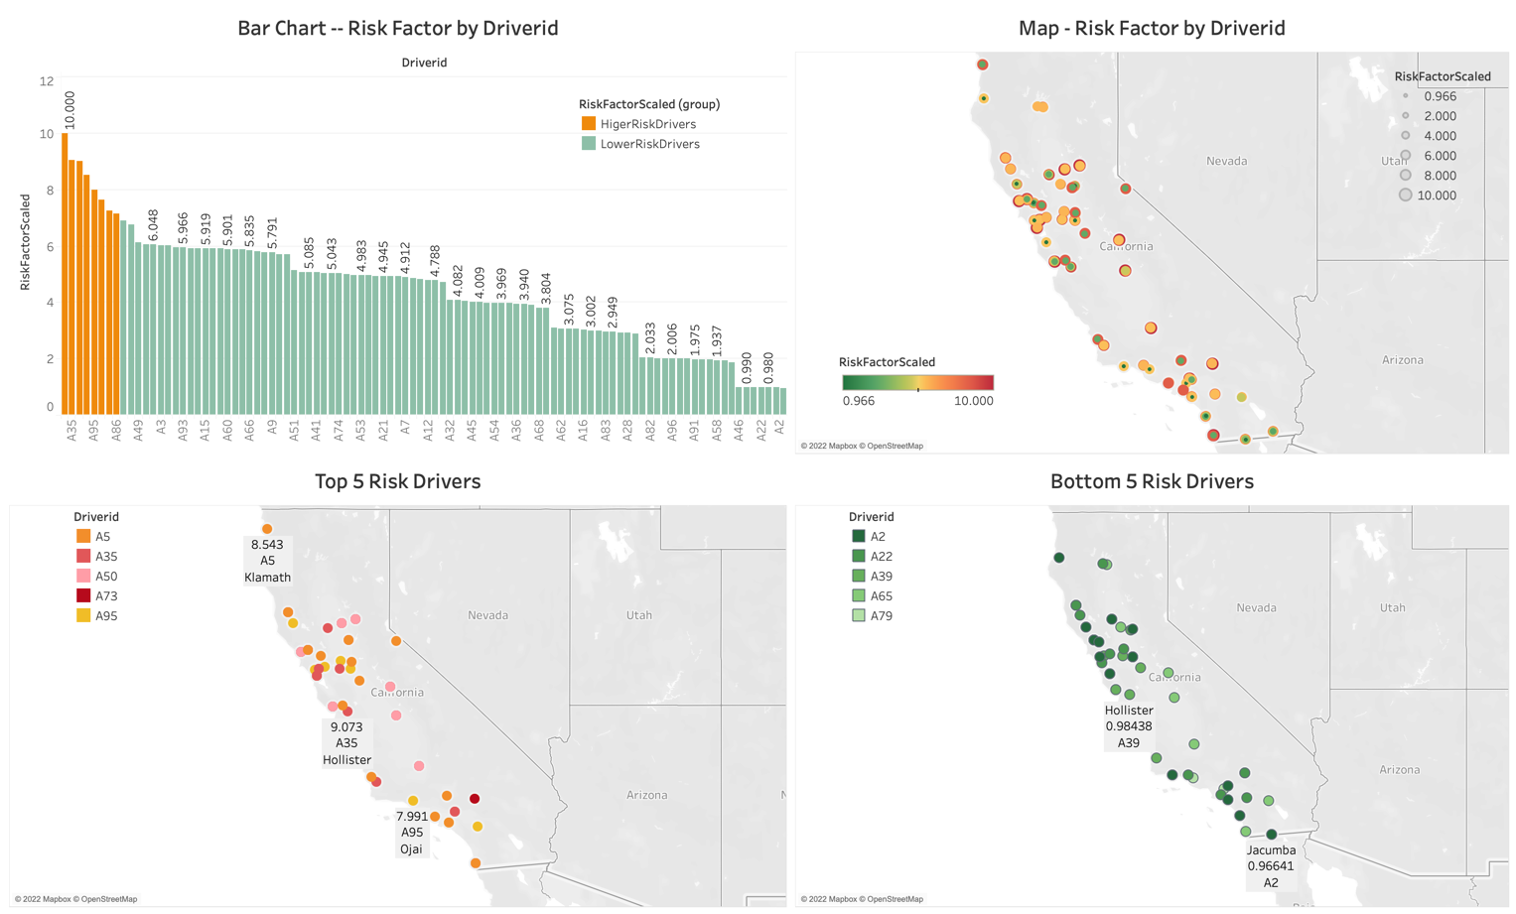 Bar Chart -- Risk Factor by Driverid
Driverid
RiskFactorScaled
12
10
8
6
4
2
0
10.000
6.048
5.966
5.919
5.901
5.835
5.791
5.085
5.043
4.983
4.945
4.912
4.788
4.082
4.009
3.969
3.940
3.804
3.075
3.002
2.949
2.033
2.006
1.975
1.937
0.990
0.980
RiskFactorScaled (group)
HigerRiskDrivers
LowerRiskDrivers
A35
A95
A86
A49
A3
A93
A15
A60
A66
A9
A51
A41
A74
A53
A21
A7
A12
A32
A45
A54
A36
A68
A62
A16
A83
A28
A82
A96
A91
A58
A46
A22
A2
Map - Risk Factor by Driverid
RiskFactorScaled
0.966
2.000
4.000
6.000
8.000
10.000
Nevada
Utah
California
Arizona
RiskFactorScaled
0.966 10.000
© 2022 Mapbox © OpenStreetMap
Top 5 Risk Drivers
Driverid
A5
A35
A50
A73
A95
8.543
A5
Klamath
Nevada
Utah
California
9.073
A35
Hollister
Arizona
7.991
A95
Ojai
© 2022 Mapbox © OpenStreetMap
Bottom 5 Risk Drivers
Driverid
A2
A22
A39
A65
A79
Nevada
Utah
California
Hollister
0.98438
A39
Arizona
Jacumba
0.96641
A2
© 2022 Mapbox © OpenStreetMap